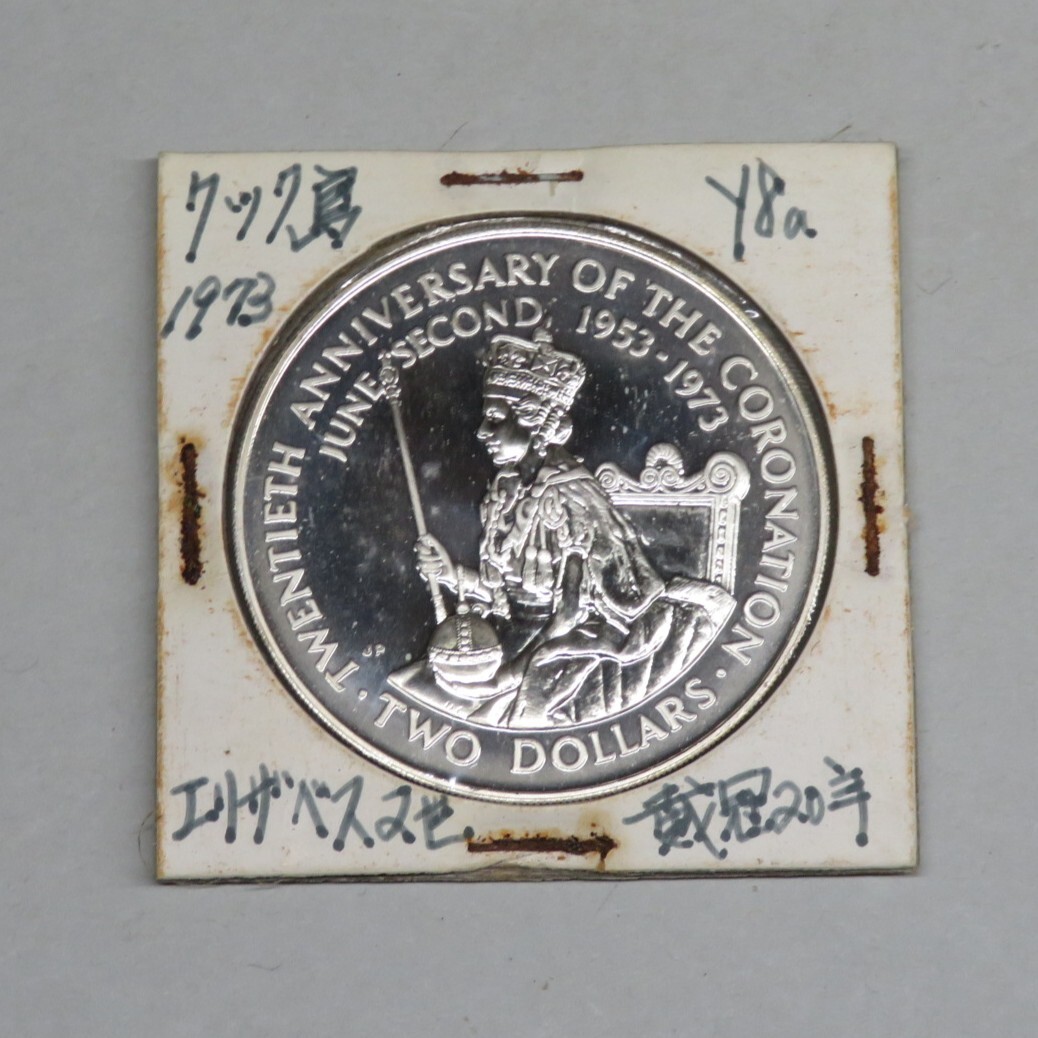 クック島
1973
Y8a
TWENTIETH ANNIVERSARY OF THE CORONATION
JUNE SECOND 1953-1973
JP
· TWO DOLLARS ·
エリザベス2世
戴冠20年